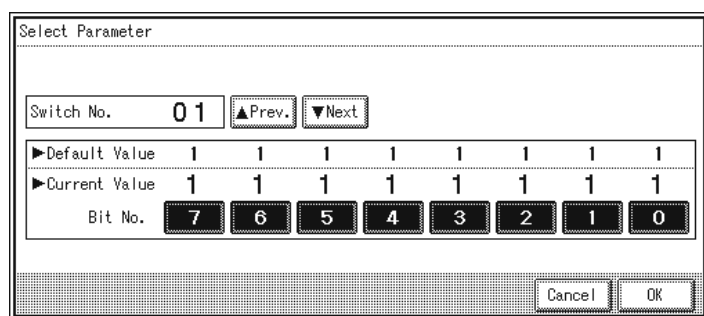 Select Parameter
Switch No. 01 ▲Prev. ▼Next
►Default Value 1 1 1 1 1 1 1 1
►Current Value 1 1 1 1 1 1 1 1
Bit No. 7 6 5 4 3 2 1 0
Cancel OK